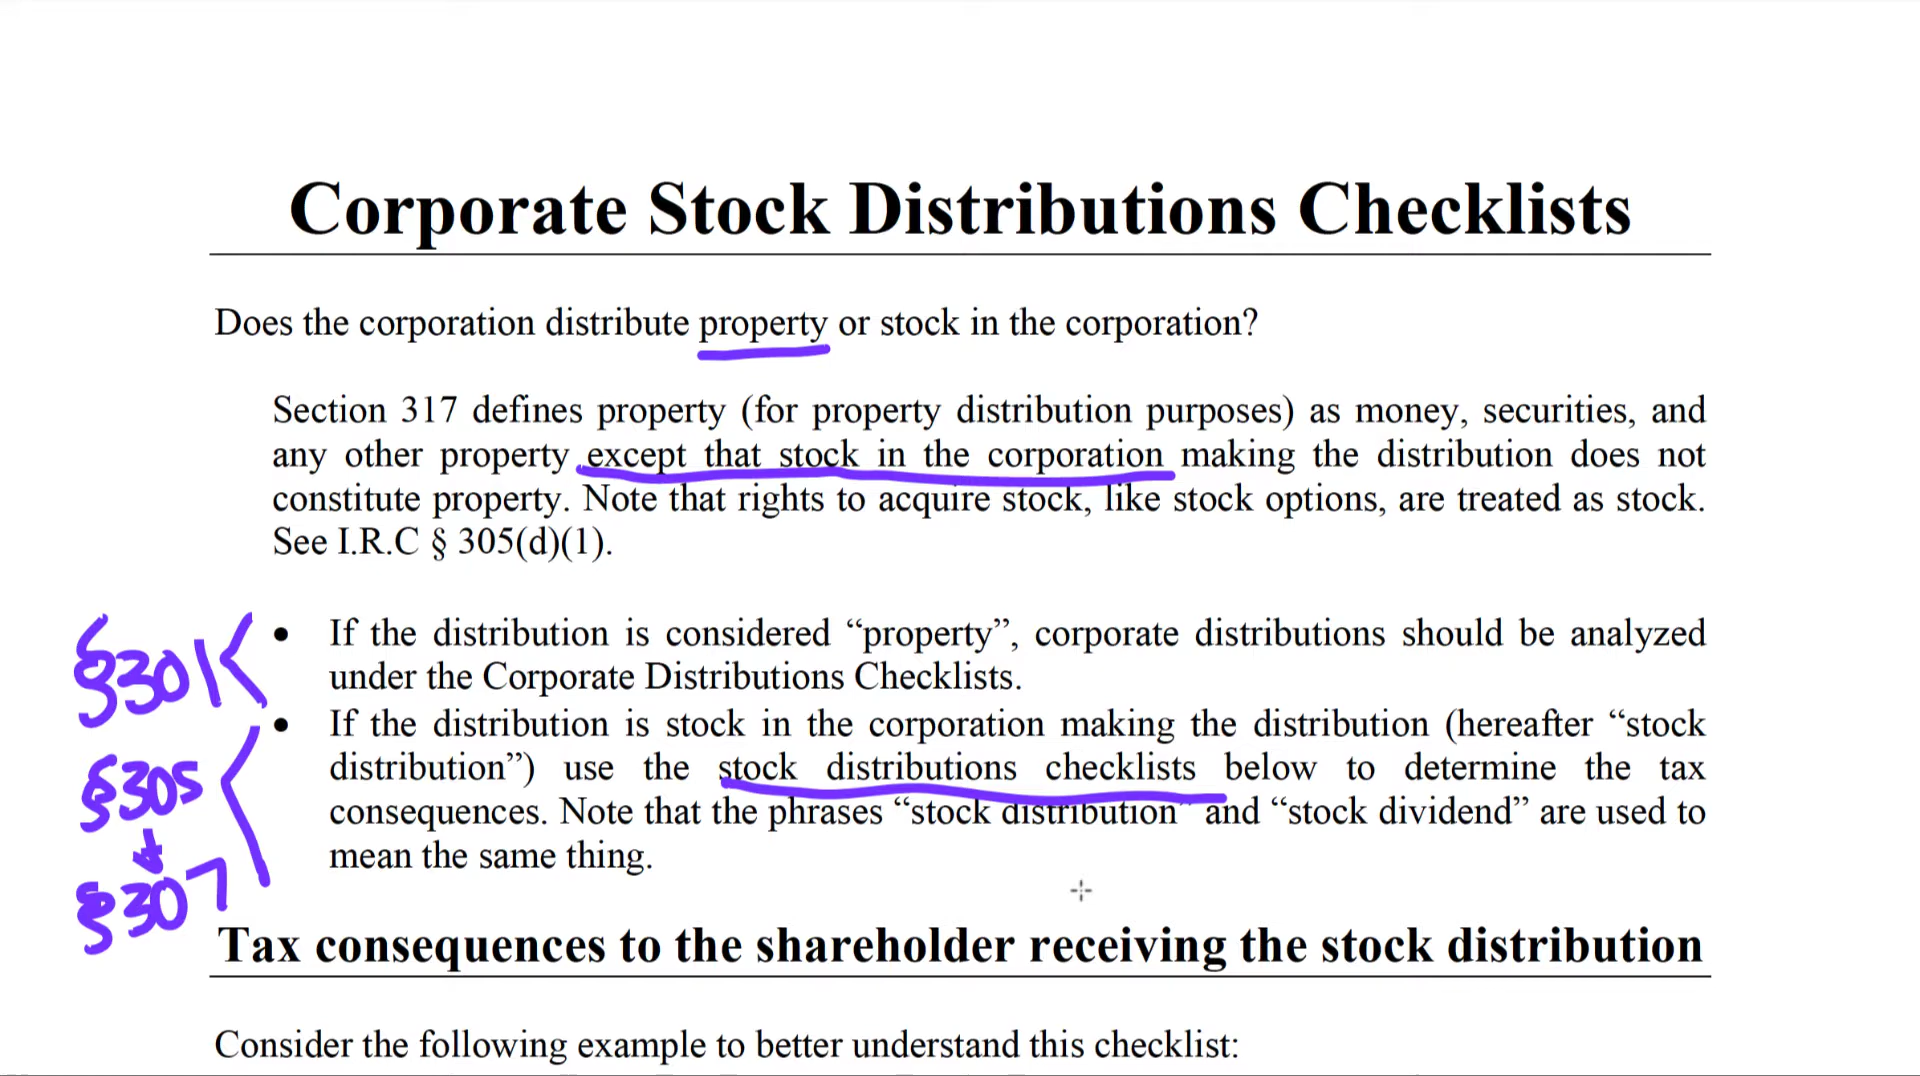 Corporate Stock Distributions Checklists
Does the corporation distribute property or stock in the corporation?
Section 317 defines property (for property distribution purposes) as money, securities, and
any other property except that stock in the corporation making the distribution does not
constitute property. Note that rights to acquire stock, like stock options, are treated as stock.
See I.R.C § 305(d)(1).
§301
• If the distribution is considered “property”, corporate distributions should be analyzed
under the Corporate Distributions Checklists.
§305
+
§307
• If the distribution is stock in the corporation making the distribution (hereafter “stock
distribution”) use the stock distributions checklists below to determine the tax
consequences. Note that the phrases “stock distribution” and “stock dividend” are used to
mean the same thing.
Tax consequences to the shareholder receiving the stock distribution
Consider the following example to better understand this checklist: